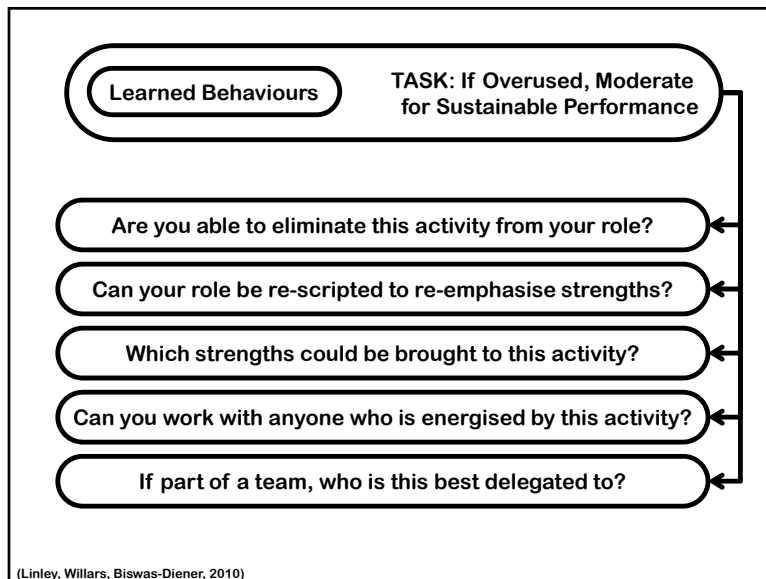 Learned Behaviours
TASK: If Overused, Moderate
for Sustainable Performance
Are you able to eliminate this activity from your role?
Can your role be re-scripted to re-emphasise strengths?
Which strengths could be brought to this activity?
Can you work with anyone who is energised by this activity?
If part of a team, who is this best delegated to?
(Linley, Willars, Biswas-Diener, 2010)